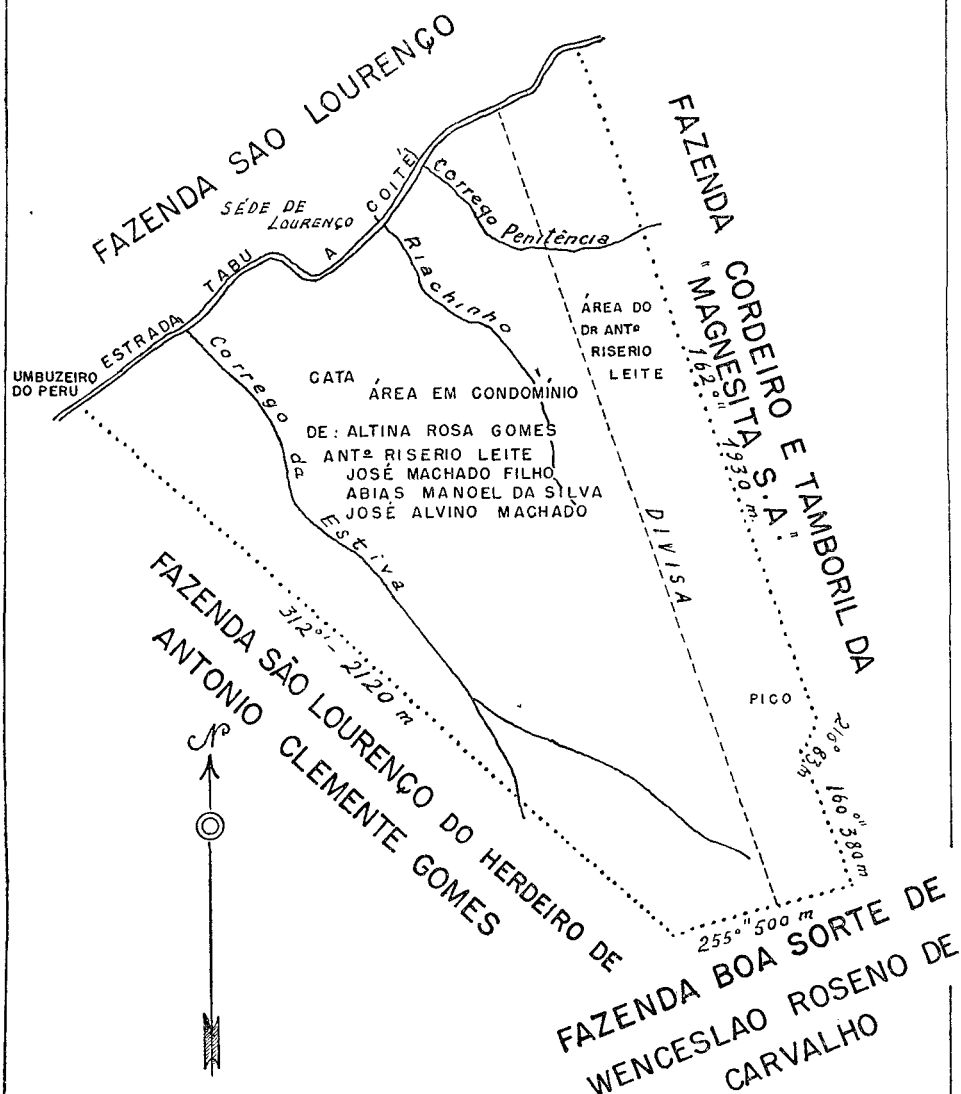 FAZENDA SAO LOURENÇO
SÉDE DE
LOURENÇO
ESTRADA TABU A COITÉ
UMBUZEIRO
DO PERU
Corrego Penitência
Riachinho
Corrego da Estiva
ÁREA DO
DR ANTº
RISERIO
LEITE
CATA
ÁREA EM CONDOMÍNIO
DE: ALTINA ROSA GOMES
ANTº RISERIO LEITE
JOSÉ MACHADO FILHO
ABIAS MANOEL DA SILVA
JOSÉ ALVINO MACHADO
DIVISA
FAZENDA CORDEIRO E TAMBORIL DA
"MAGNESITA S.A."
162°" 1930 m.
PICO
210° 83 m
160°" 380 m
255°" 500 m
312°' - 2120 m
FAZENDA SÃO LOURENÇO DO HERDEIRO DE
ANTONIO CLEMENTE GOMES
N
FAZENDA BOA SORTE DE
WENCESLAO ROSENO DE
CARVALHO